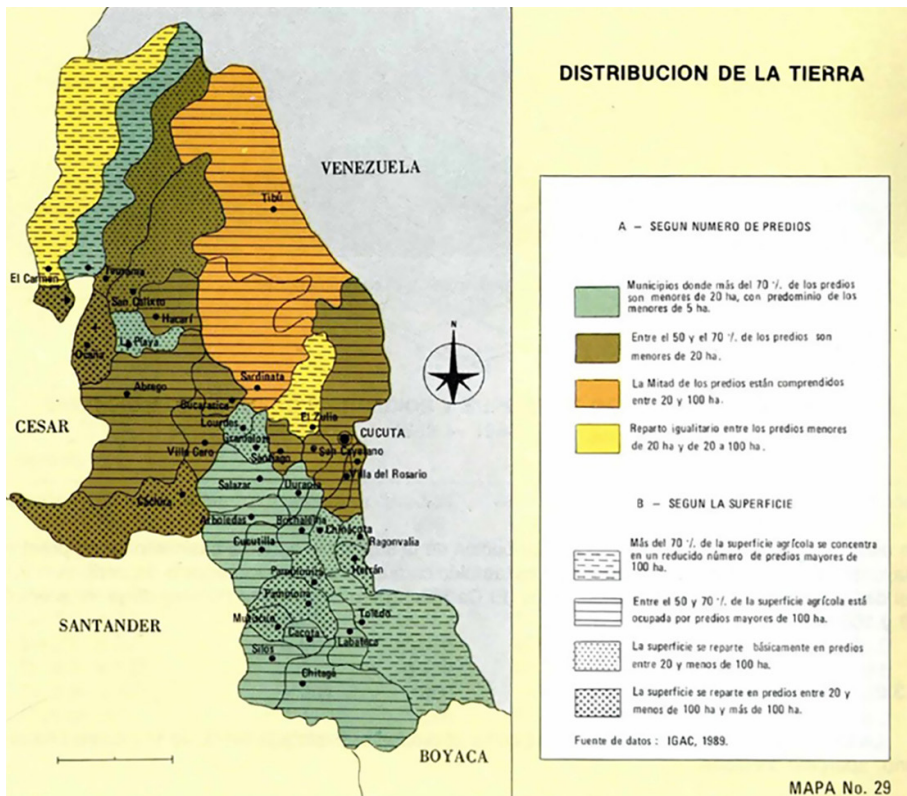 DISTRIBUCION DE LA TIERRA
VENEZUELA
Tibú
El Carmen
Teorama
San Calixto
Hacarí
Ocaña
La Playa
Abrego
Sardinata
Bucarasica
Lourdes
Gramalote
El Zulia
CUCUTA
CESAR
Villa Caro
Santiago
San Cayetano
Villa del Rosario
Salazar
Durania
Cáchira
Arboledas
Bochalema
Chinácota
Ragonvalia
Cucutilla
Herrán
Pamplonita
Pamplona
SANTANDER
Mutiscua
Toledo
Cacota
Labateca
Silos
Chitagá
BOYACA
N
A – SEGUN NUMERO DE PREDIOS
Municipios donde más del 70 %. de los predios
son menores de 20 ha, con predominio de los
menores de 5 ha.
Entre el 50 y el 70 %. de los predios son
menores de 20 ha.
La Mitad de los predios están comprendidos
entre 20 y 100 ha.
Reparto igualitario entre los predios menores
de 20 ha y de 20 a 100 ha.
B – SEGUN LA SUPERFICIE
Más del 70 %. de la superficie agrícola se concentra
en un reducido número de predios mayores de
100 ha.
Entre el 50 y 70 %. de la superficie agrícola está
ocupada por predios mayores de 100 ha.
La superficie se reparte básicamente en predios
entre 20 y menos de 100 ha.
La superficie se reparte en predios entre 20 y
menos de 100 ha y más de 100 ha.
Fuente de datos : IGAC, 1989.
MAPA No. 29